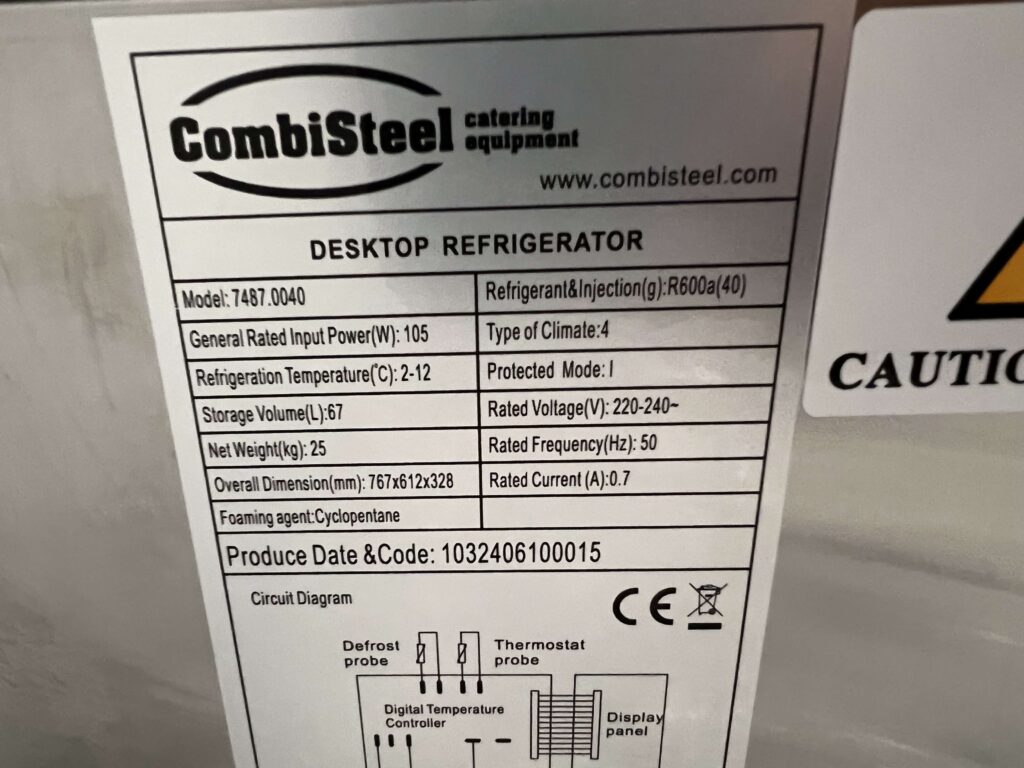 CombiSteel catering equipment
www.combisteel.com
DESKTOP REFRIGERATOR
Model: 7487.0040
Refrigerant&Injection(g):R600a(40)
General Rated Input Power(W): 105
Type of Climate:4
Refrigeration Temperature(℃): 2-12
Protected Mode: I
Storage Volume(L):67
Rated Voltage(V): 220-240~
Net Weight(kg): 25
Rated Frequency(Hz): 50
Overall Dimension(mm): 767x612x328
Rated Current (A):0.7
Foaming agent:Cyclopentane
Produce Date &Code: 1032406100015
Circuit Diagram
CE
Defrost probe
Thermostat probe
Digital Temperature Controller
Display panel